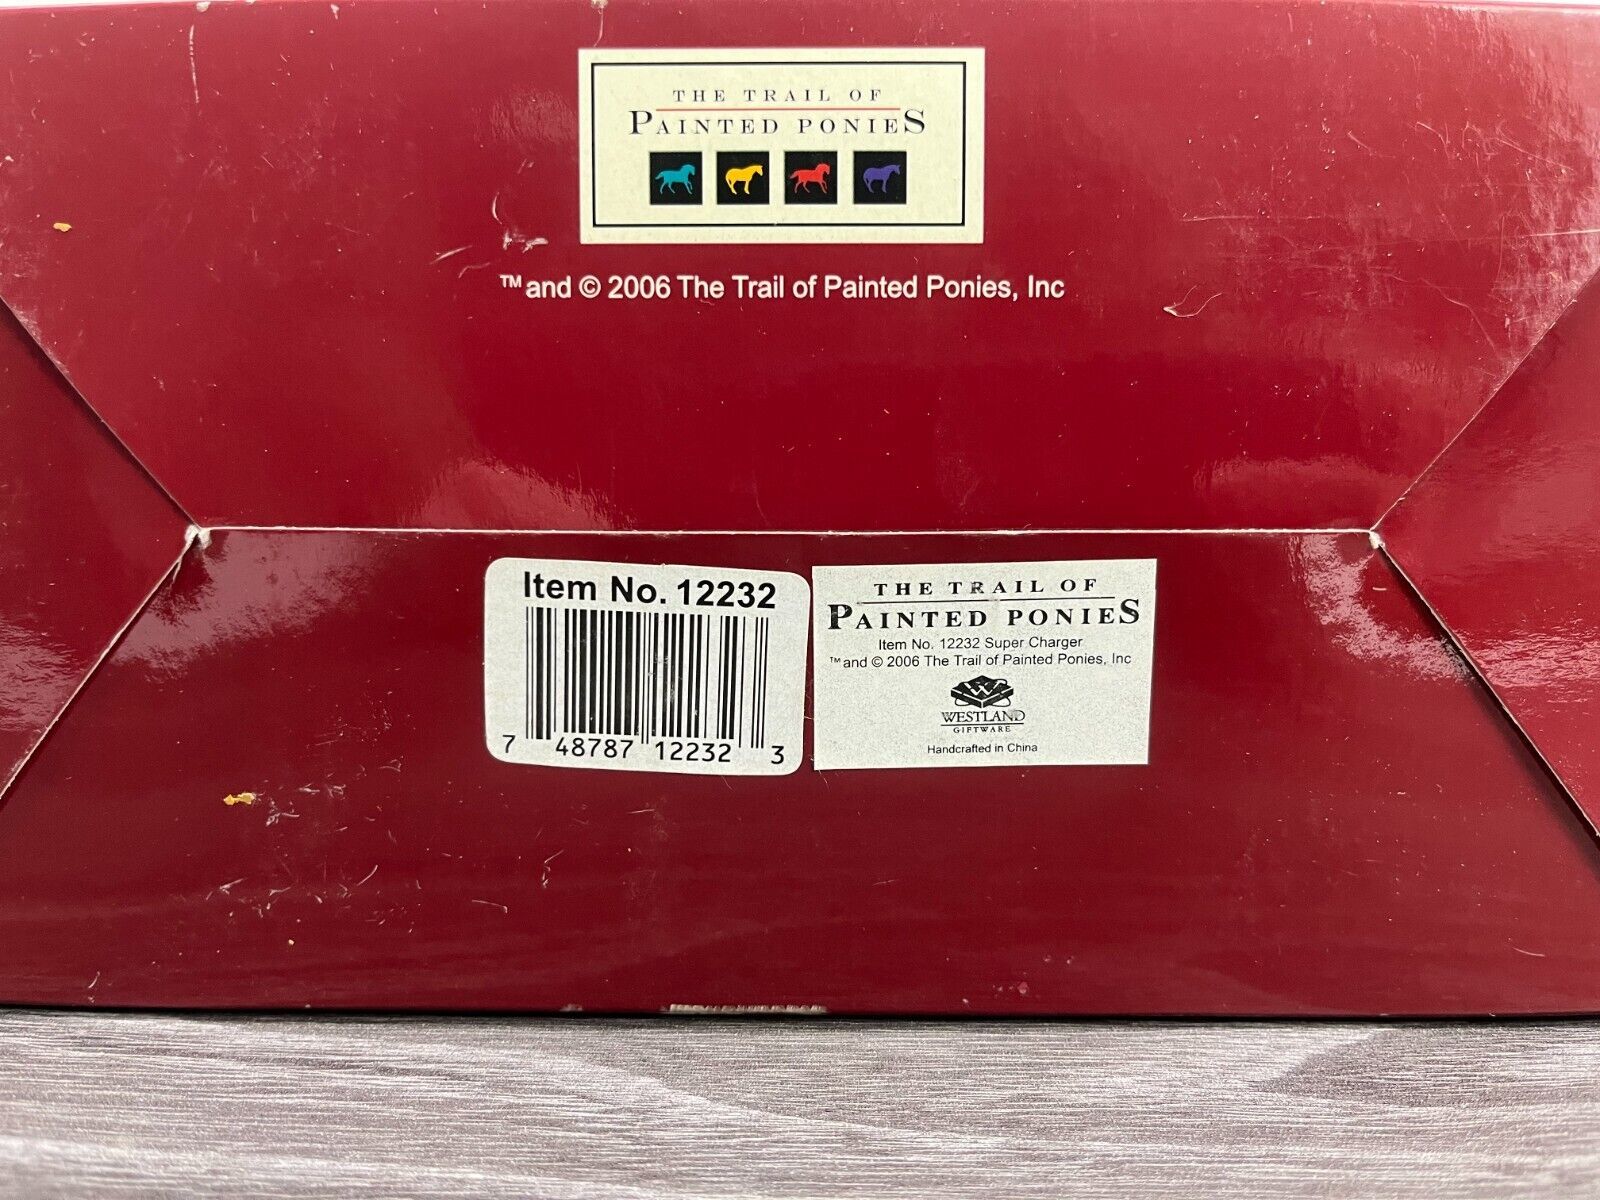 THE TRAIL OF
PAINTED PONIES
™ and © 2006 The Trail of Painted Ponies, Inc
Item No. 12232
7 48787 12232 3
THE TRAIL OF
PAINTED PONIES
Item No. 12232 Super Charger
™ and © 2006 The Trail of Painted Ponies, Inc
W
WESTLAND
GIFTWARE
Handcrafted in China